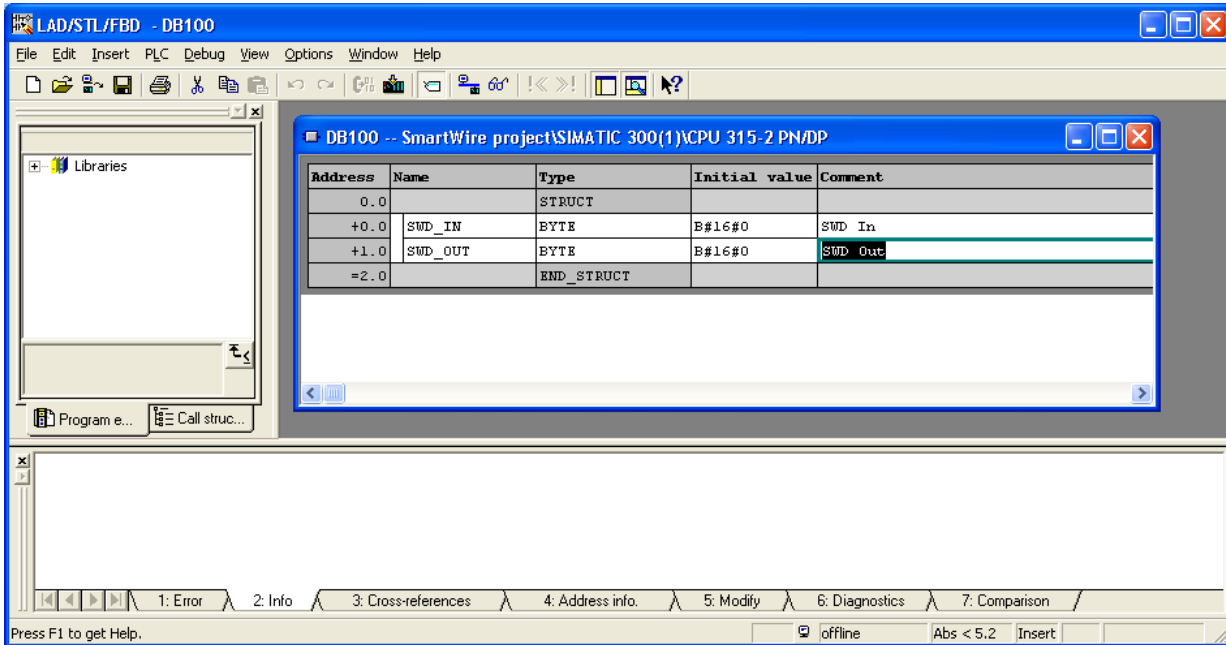 LAD/STL/FBD - DB100
File Edit Insert PLC Debug View Options Window Help
DB100 -- SmartWire project\SIMATIC 300(1)\CPU 315-2 PN/DP
Libraries
Address Name Type Initial value Comment
0.0 STRUCT
+0.0 SWD_IN BYTE B#16#0 SWD In
+1.0 SWD_OUT BYTE B#16#0 SWD Out
=2.0 END_STRUCT
Program e... Call struc...
1: Error 2: Info 3: Cross-references 4: Address info. 5: Modify 6: Diagnostics 7: Comparison
Press F1 to get Help. offline Abs < 5.2 Insert